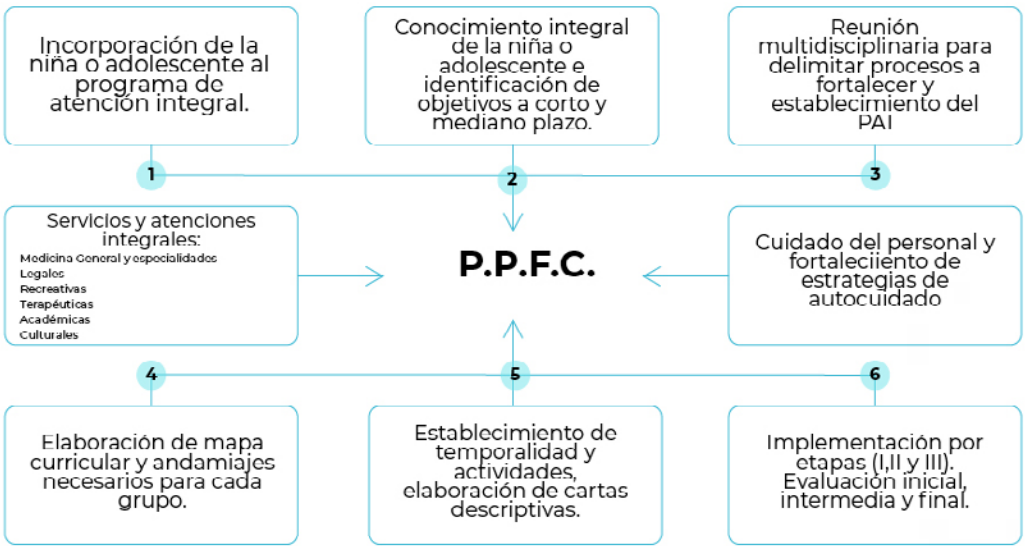 Incorporación de la
niña o adolescente al
programa de
atención integral.
Conocimiento integral
de la niña o
adolescente e
identificación de
objetivos a corto y
mediano plazo.
Reunión
multidisciplinaria para
delimitar procesos a
fortalecer y
establecimiento del
PAI
1
2
3
Servicios y atenciones
integrales:
Medicina General y especialidades
Legales
Recreativas
Terapéuticas
Académicas
Culturales
P.P.F.C.
Cuidado del personal y
fortaleciiento de
estrategias de
autocuidado
4
5
6
Elaboración de mapa
curricular y andamiajes
necesarios para cada
grupo.
Establecimiento de
temporalidad y
actividades,
elaboración de cartas
descriptivas.
Implementación por
etapas (I,II y III).
Evaluación inicial,
intermedia y final.